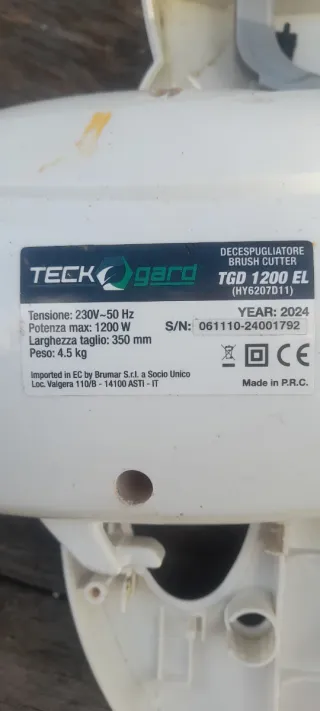 DECESPUGLIATORE
BRUSH CUTTER
TECK gard TGD 1200 EL
(HY6207D11)
Tensione: 230V~50 Hz YEAR: 2024
Potenza max: 1200 W S/N: 061110-24001792
Larghezza taglio: 350 mm
Peso: 4.5 kg
CE
Imported in EC by Brumar S.r.l. a Socio Unico
Loc. Valgera 110/B - 14100 ASTI - IT Made in P.R.C.